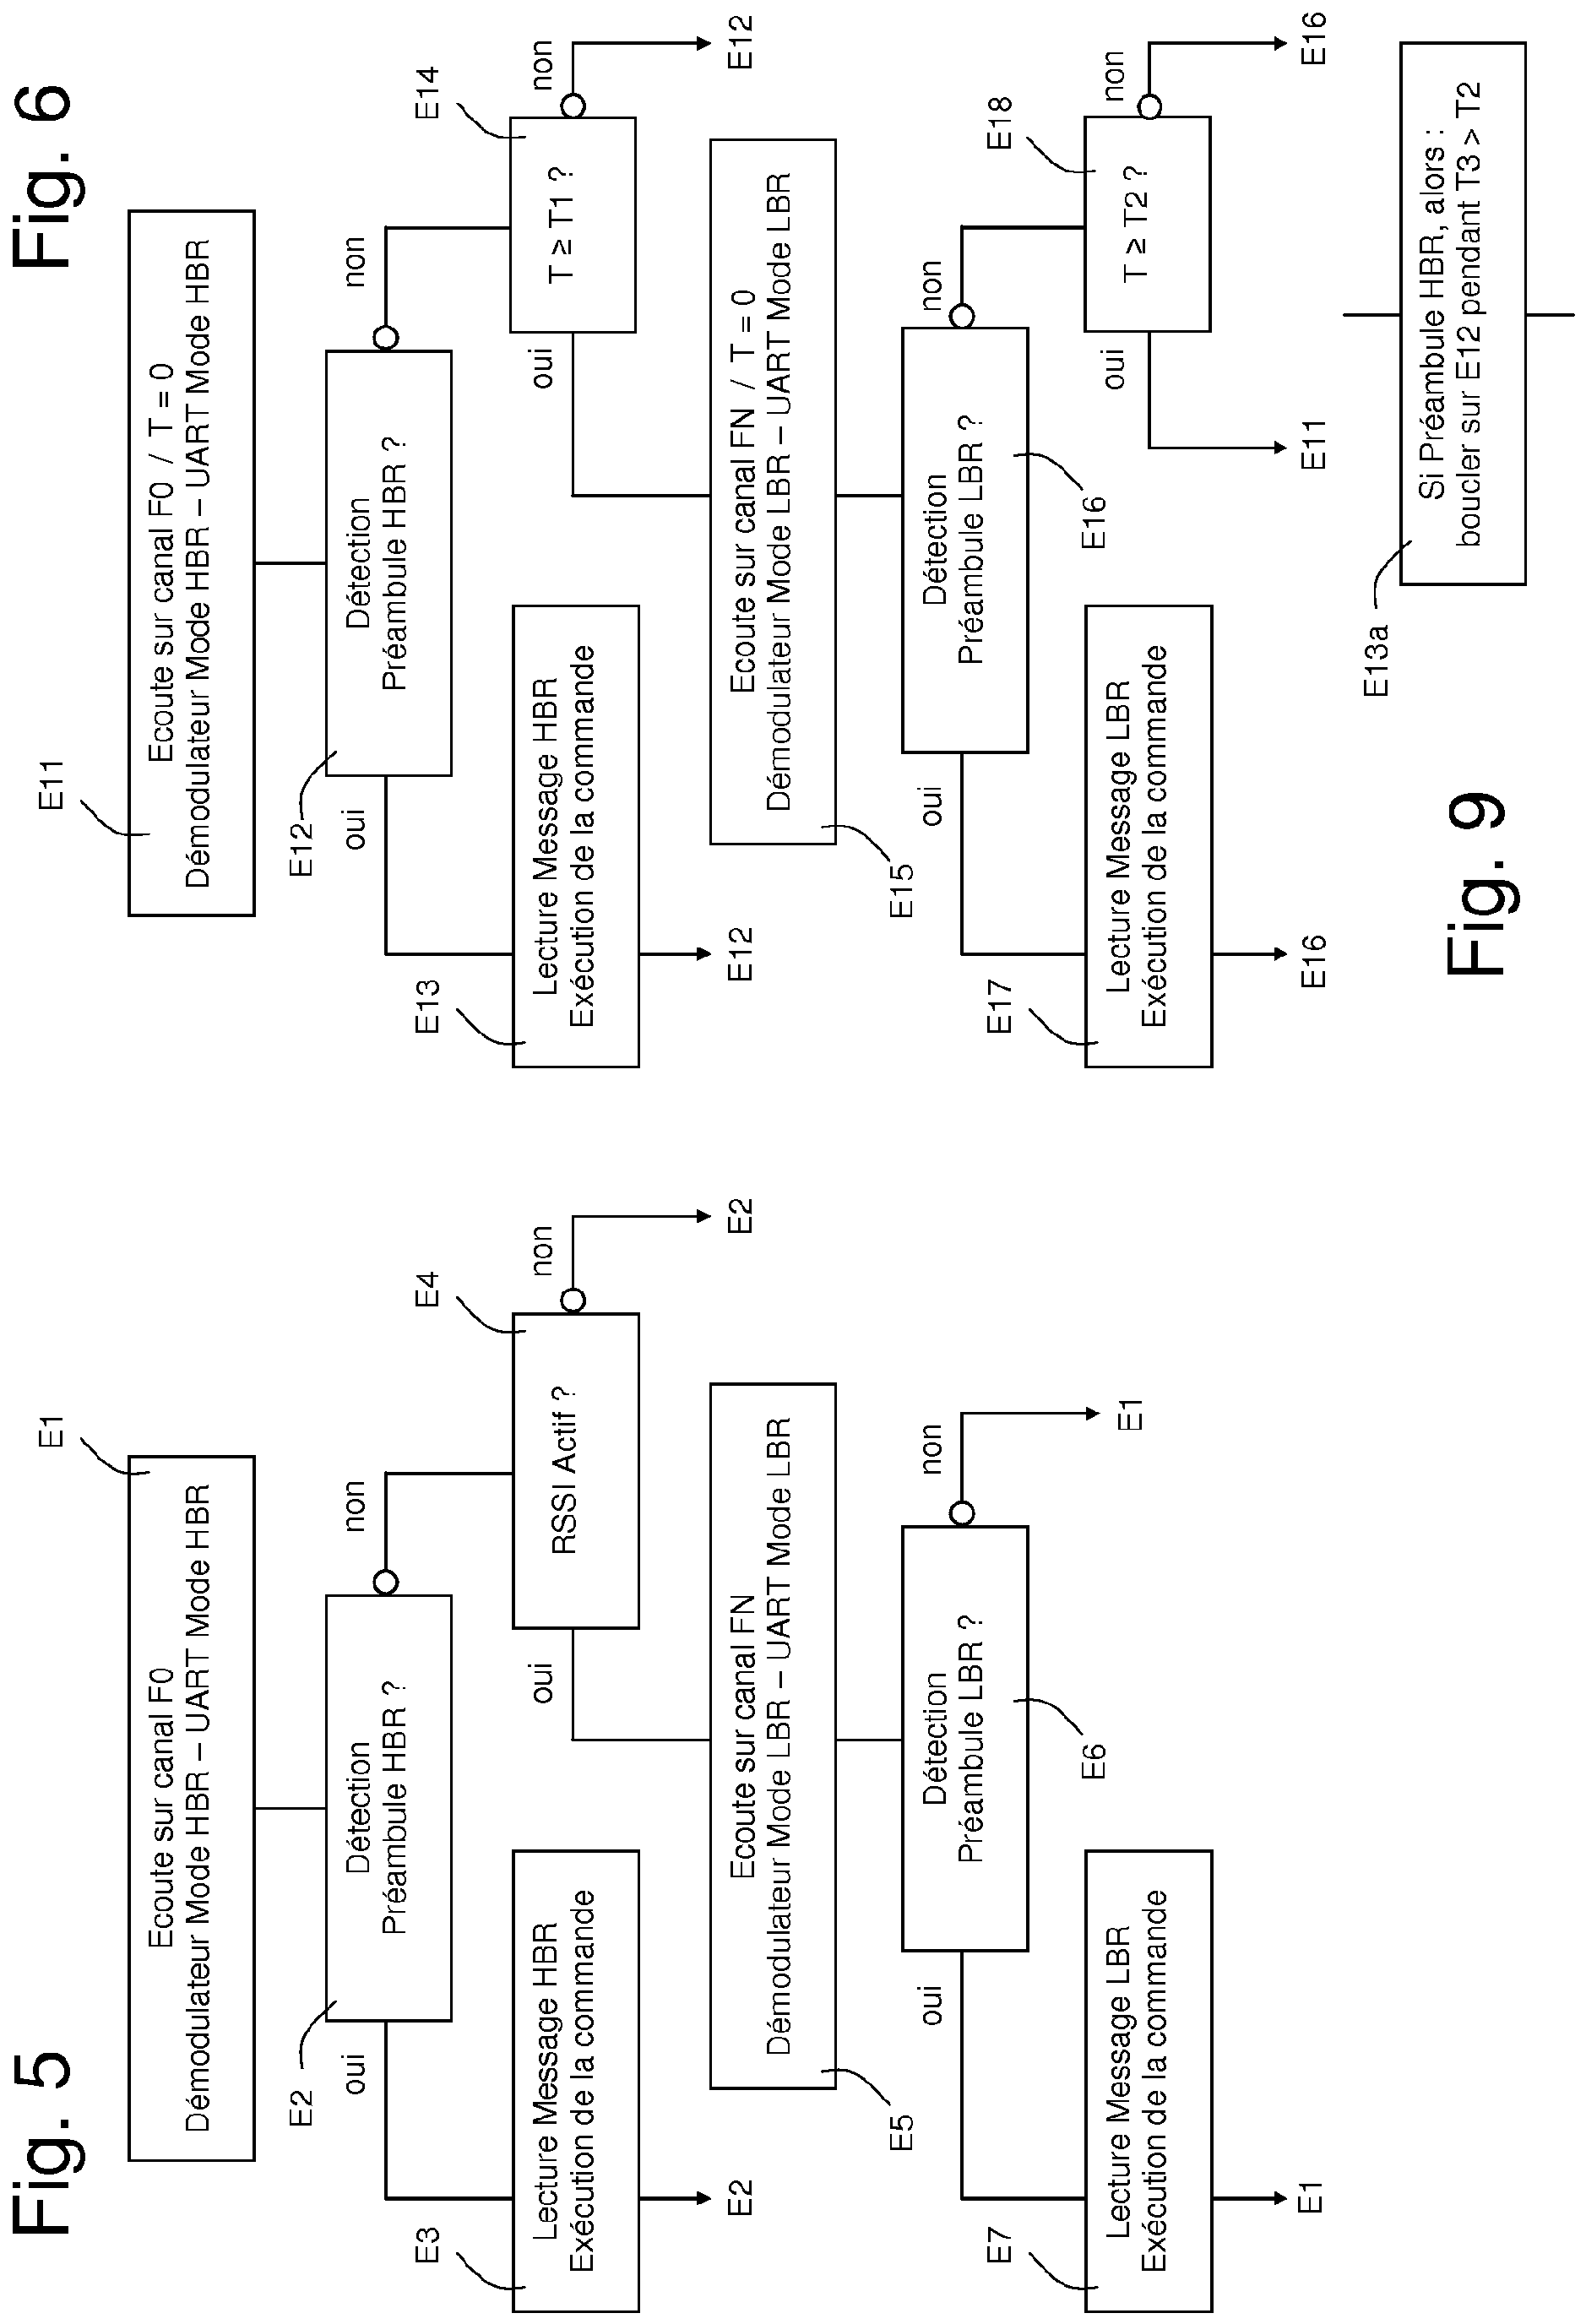 Fig. 5
E1
Ecoute sur canal F0
Démodulateur Mode HBR – UART Mode HBR
E2
Détection
Préambule HBR ?
oui
non
E3
Lecture Message HBR
Exécution de la commande
E2
E4
RSSI Actif ?
oui
non
E2
E5
Ecoute sur canal FN
Démodulateur Mode LBR – UART Mode LBR
E6
Détection
Préambule LBR ?
oui
non
E1
E7
Lecture Message LBR
Exécution de la commande
E1
Fig. 6
E11
Ecoute sur canal F0 / T = 0
Démodulateur Mode HBR – UART Mode HBR
E12
Détection
Préambule HBR ?
oui
non
E13
Lecture Message HBR
Exécution de la commande
E12
E14
T ≥ T1 ?
oui
non
E12
E15
Ecoute sur canal FN / T = 0
Démodulateur Mode LBR – UART Mode LBR
E16
Détection
Préambule LBR ?
oui
non
E17
Lecture Message LBR
Exécution de la commande
E16
E18
T ≥ T2 ?
oui
non
E11
E16
Fig. 9
E13a
Si Préambule HBR, alors :
boucler sur E12 pendant T3 > T2